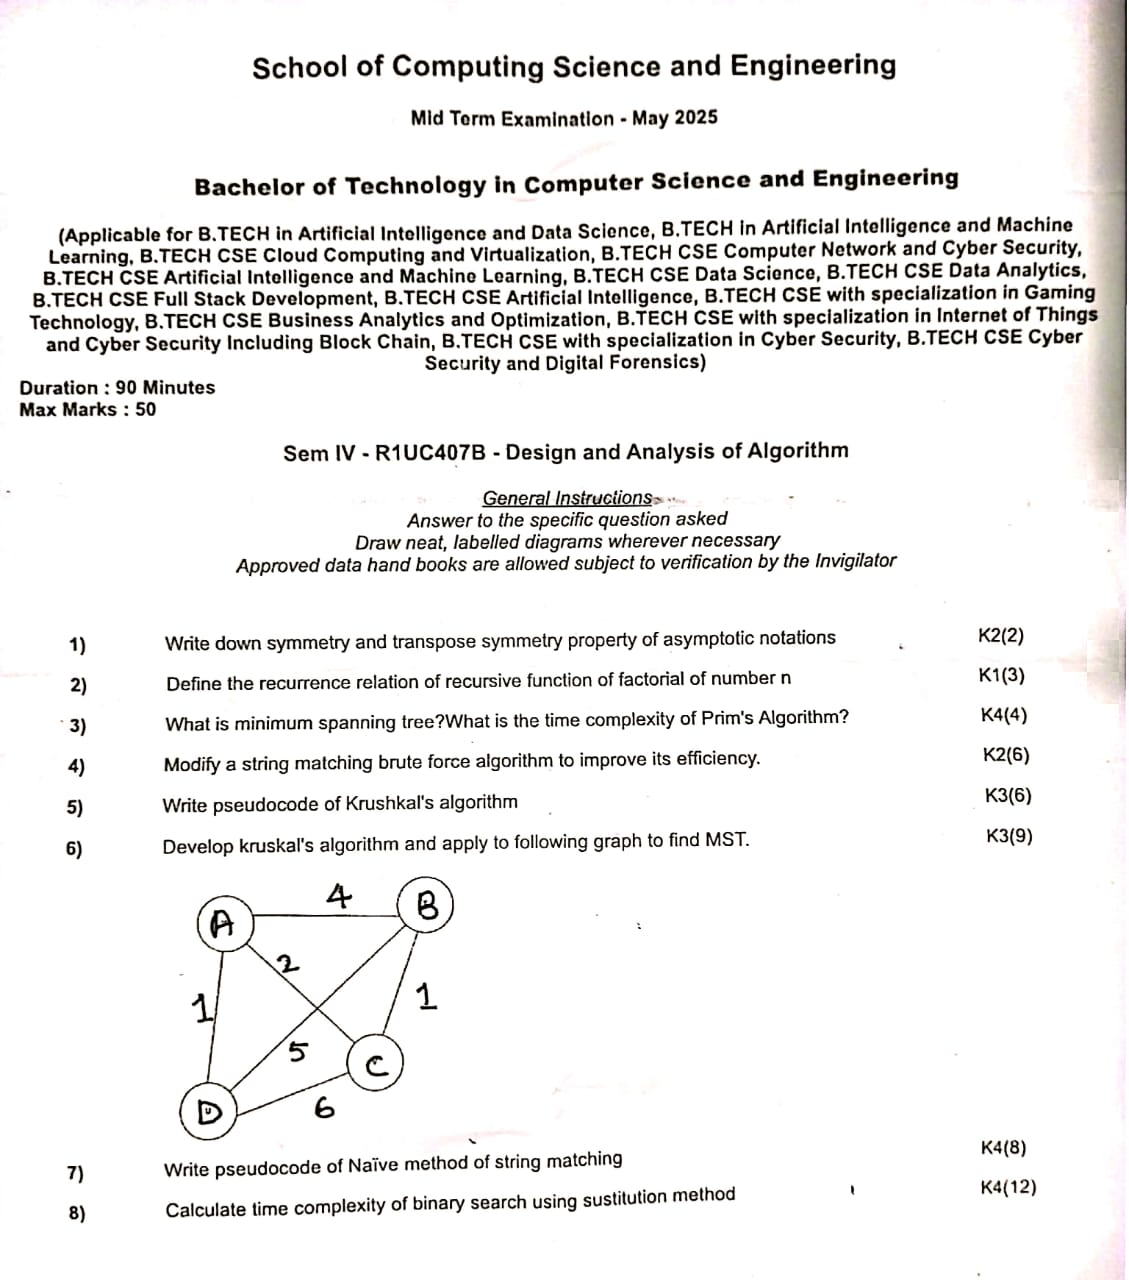 School of Computing Science and Engineering
Mid Term Examination - May 2025
Bachelor of Technology in Computer Science and Engineering
(Applicable for B.TECH in Artificial Intelligence and Data Science, B.TECH in Artificial Intelligence and Machine
Learning, B.TECH CSE Cloud Computing and Virtualization, B.TECH CSE Computer Network and Cyber Security,
B.TECH CSE Artificial Intelligence and Machine Learning, B.TECH CSE Data Science, B.TECH CSE Data Analytics,
B.TECH CSE Full Stack Development, B.TECH CSE Artificial Intelligence, B.TECH CSE with specialization in Gaming
Technology, B.TECH CSE Business Analytics and Optimization, B.TECH CSE with specialization in Internet of Things
and Cyber Security Including Block Chain, B.TECH CSE with specialization in Cyber Security, B.TECH CSE Cyber
Security and Digital Forensics)
Duration : 90 Minutes
Max Marks : 50
Sem IV - R1UC407B - Design and Analysis of Algorithm
General Instructions
Answer to the specific question asked
Draw neat, labelled diagrams wherever necessary
Approved data hand books are allowed subject to verification by the Invigilator
1) Write down symmetry and transpose symmetry property of asymptotic notations K2(2)
2) Define the recurrence relation of recursive function of factorial of number n K1(3)
3) What is minimum spanning tree?What is the time complexity of Prim's Algorithm? K4(4)
4) Modify a string matching brute force algorithm to improve its efficiency. K2(6)
5) Write pseudocode of Krushkal's algorithm K3(6)
6) Develop kruskal's algorithm and apply to following graph to find MST. K3(9)
4
A B
2
1 1
5
C
D 6
7) Write pseudocode of Naïve method of string matching K4(8)
8) Calculate time complexity of binary search using sustitution method K4(12)